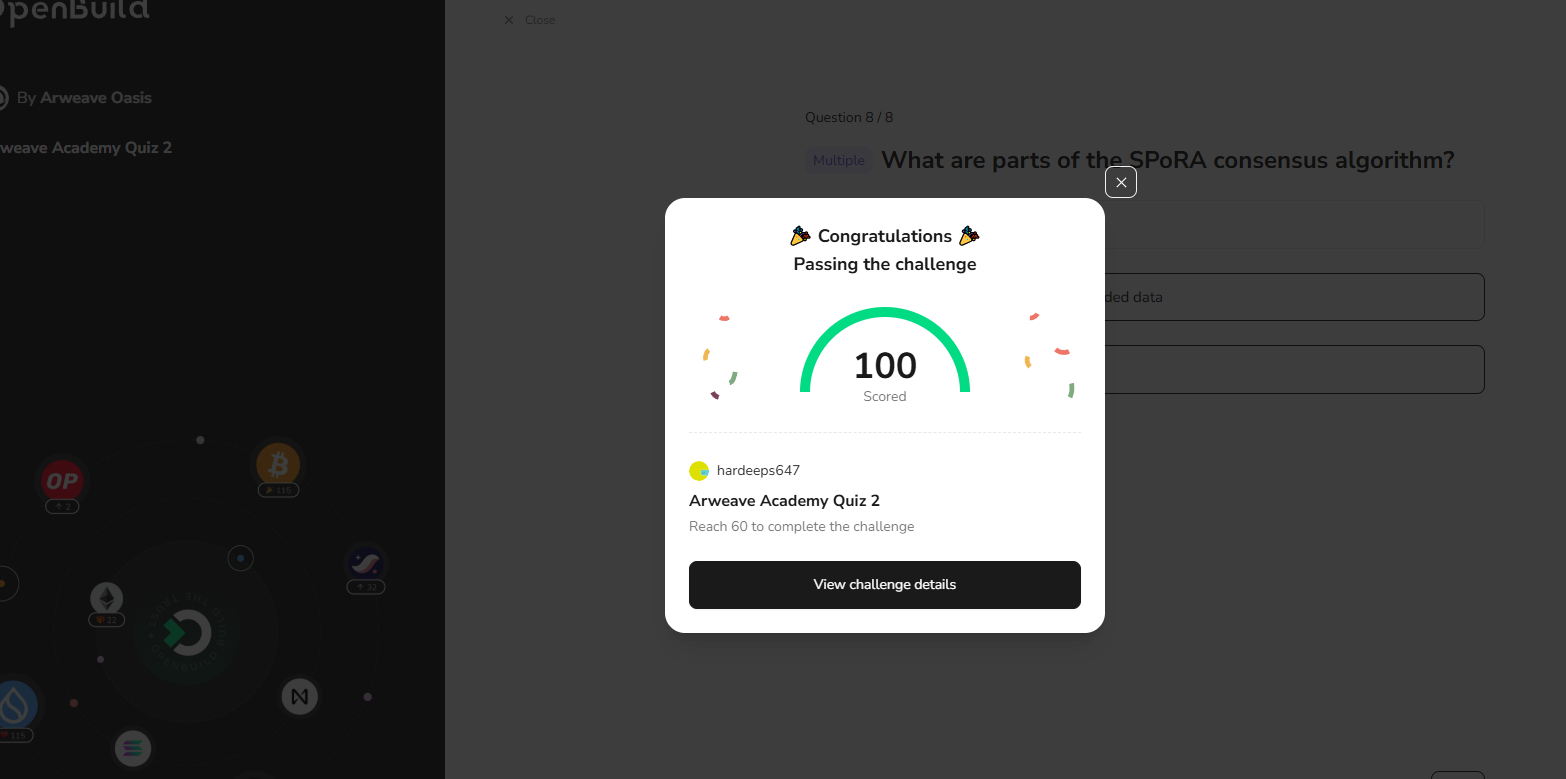 OpenBuild
By Arweave Oasis
weave Academy Quiz 2
Close
Question 8 / 8
Multiple What are parts of the SPoRA consensus algorithm?
ded data
🎉 Congratulations 🎉
Passing the challenge
100
Scored
hardeeps647
Arweave Academy Quiz 2
Reach 60 to complete the challenge
View challenge details
OP
2
115
32
22
115